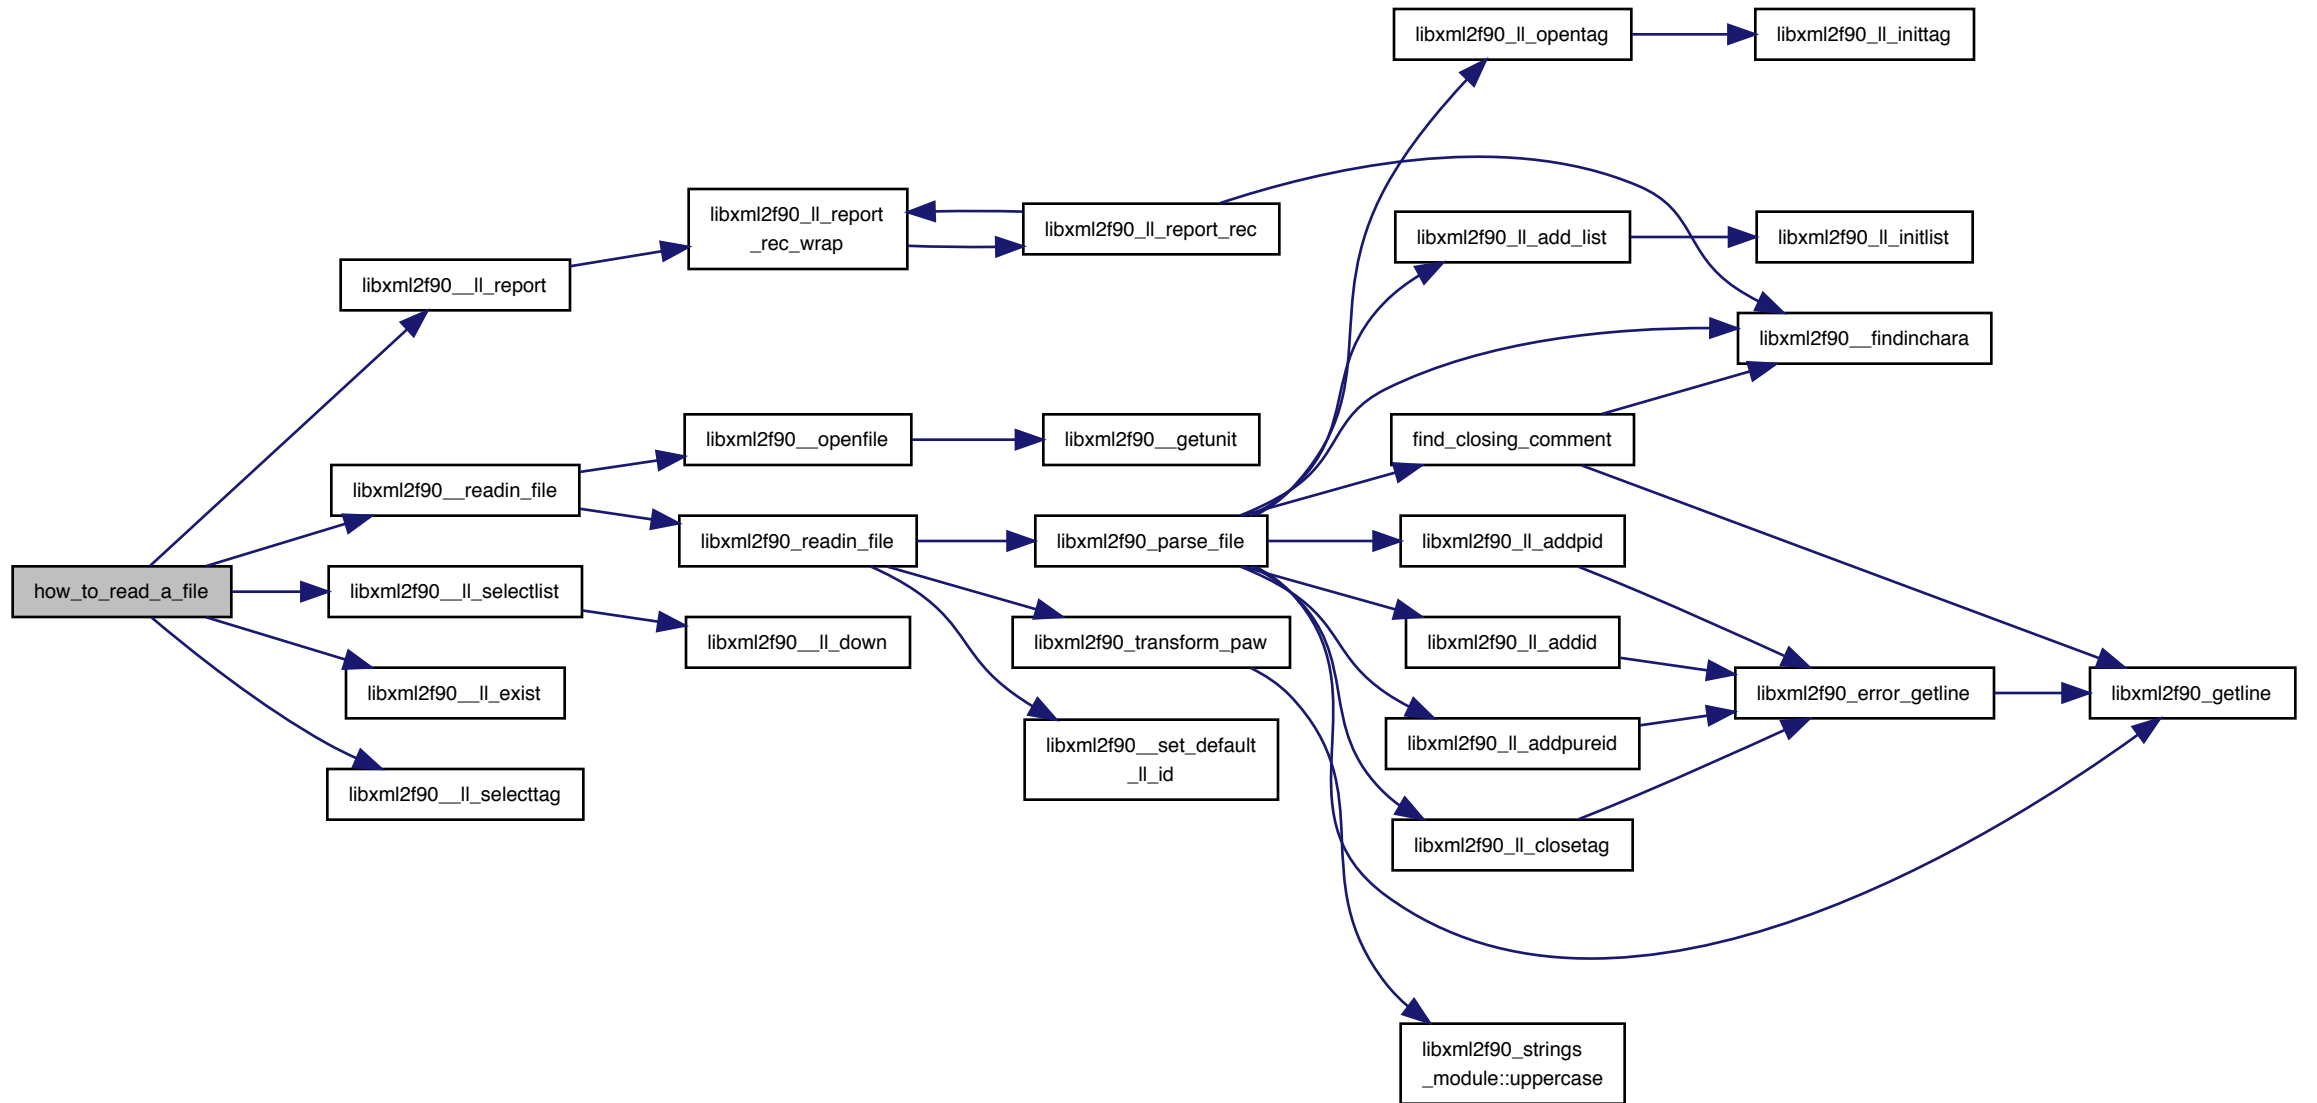 libxml2f90_ll_opentag
libxml2f90_ll_inittag
libxml2f90_ll_report
_rec_wrap
libxml2f90_ll_report_rec
libxml2f90_ll_add_list
libxml2f90_ll_initlist
libxml2f90__ll_report
libxml2f90__findinchara
libxml2f90__openfile
libxml2f90__getunit
find_closing_comment
libxml2f90__readin_file
libxml2f90_readin_file
libxml2f90_parse_file
libxml2f90_ll_addpid
how_to_read_a_file
libxml2f90__ll_selectlist
libxml2f90__ll_down
libxml2f90_transform_paw
libxml2f90_ll_addid
libxml2f90__ll_exist
libxml2f90_error_getline
libxml2f90_getline
libxml2f90__set_default
_ll_id
libxml2f90_ll_addpureid
libxml2f90__ll_selecttag
libxml2f90_ll_closetag
libxml2f90_strings
_module::uppercase